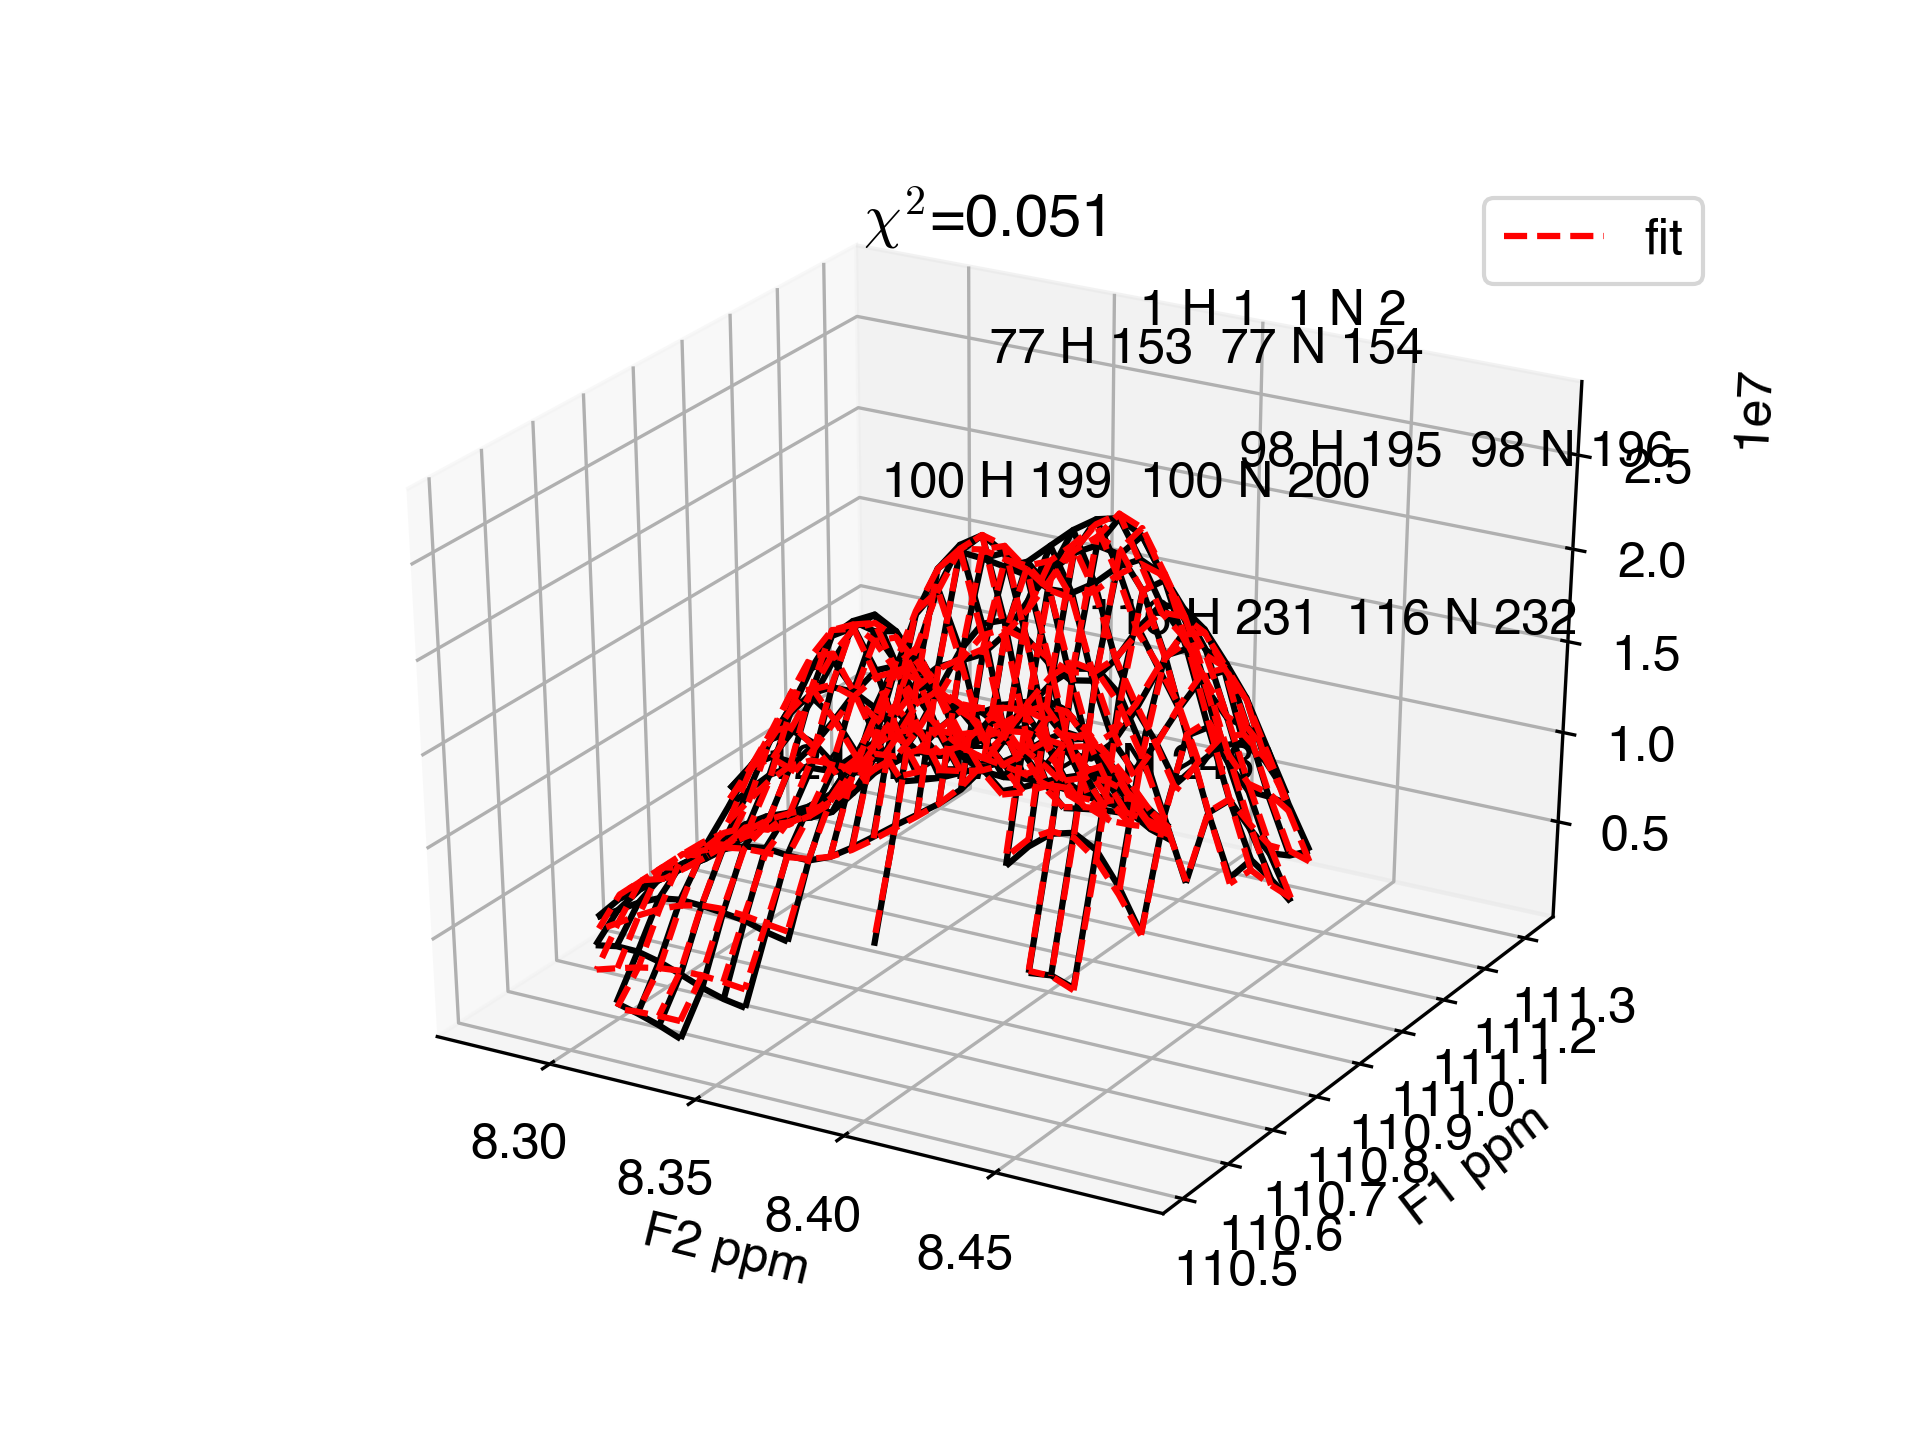 χ²=0.051
fit
1 H 1 1 N 2
77 H 153 77 N 154
1e7
98 H 195 98 N 196
100 H 199 100 N 200
2.5
2.0
H 231 116 N 232
1.5
1.0
0.5
111.3
111.2
111.1
111.0
110.9
110.8
110.7
110.6
110.5
F1 ppm
8.30
8.35
8.40
8.45
F2 ppm